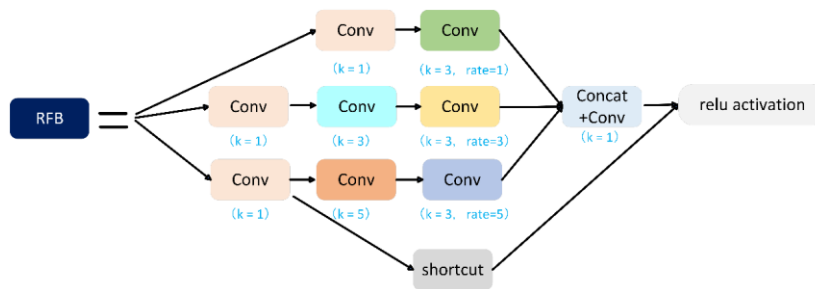 Conv
Conv
(k = 1)
(k = 3, rate=1)
RFB
Conv
Conv
Conv
Concat
+Conv
relu activation
(k = 1)
(k = 3)
(k = 3, rate=3)
(k = 1)
Conv
Conv
Conv
(k = 1)
(k = 5)
(k = 3, rate=5)
shortcut